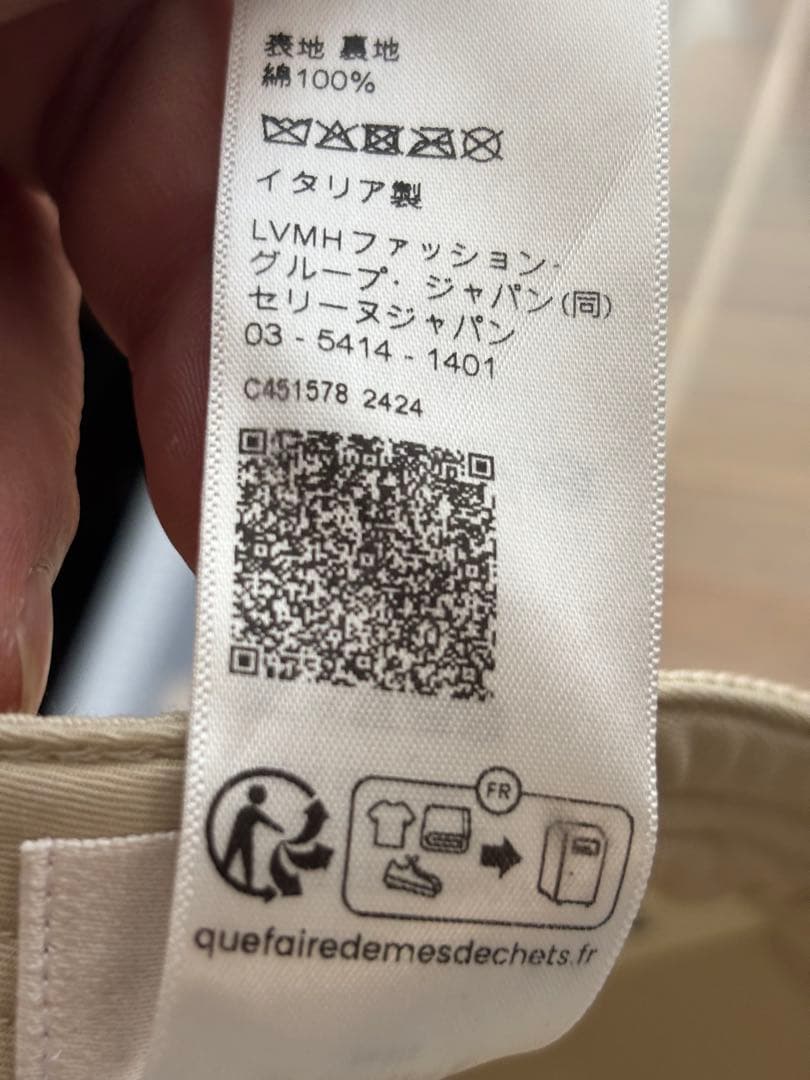 表地 裏地
綿100%
イタリア製
LVMHファッション・
グループ・ジャパン(同)
セリーヌジャパン
03 - 5414 - 1401
C451578 2424
FR
quefairedemesdechets.fr